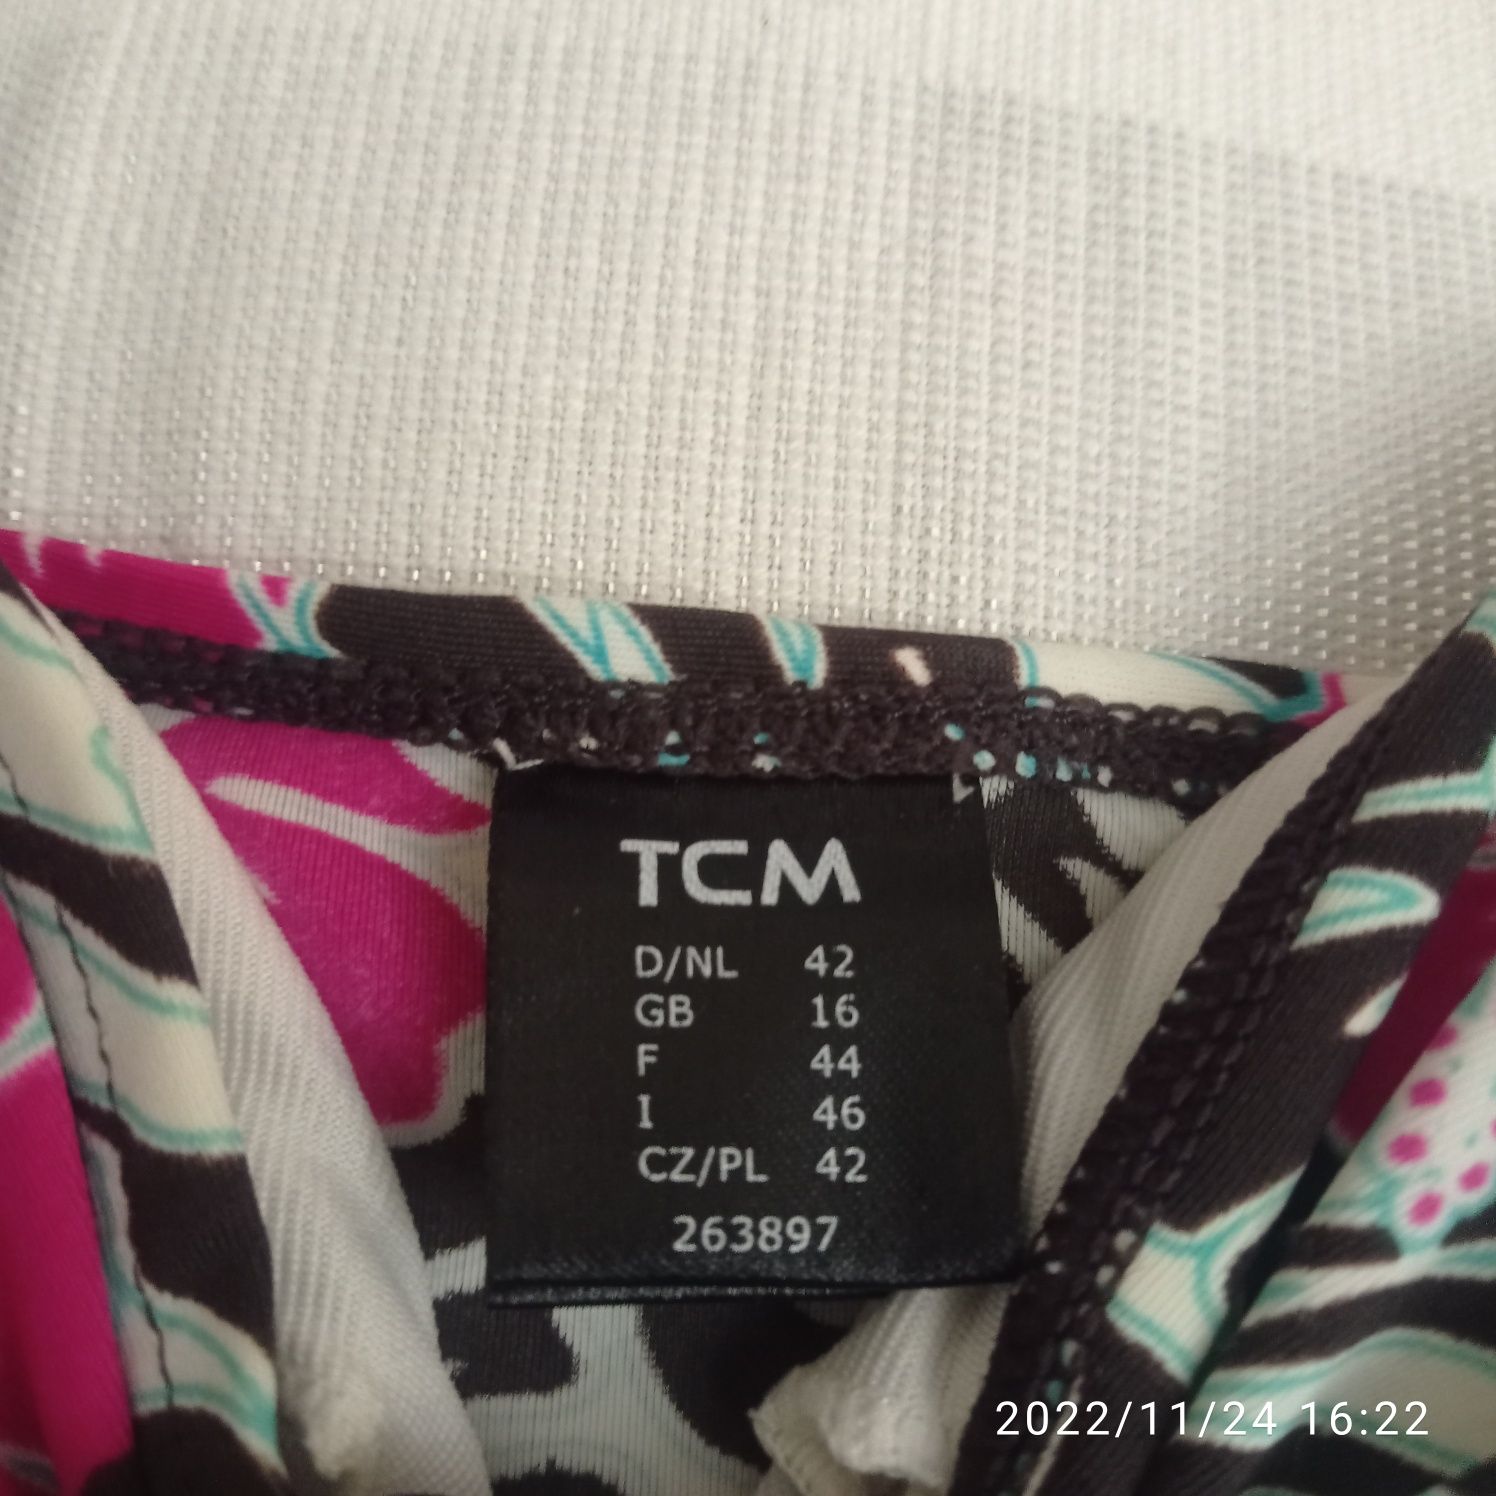 TCM
D/NL 42
GB 16
F 44
I 46
CZ/PL 42
263897
2022/11/24 16:22